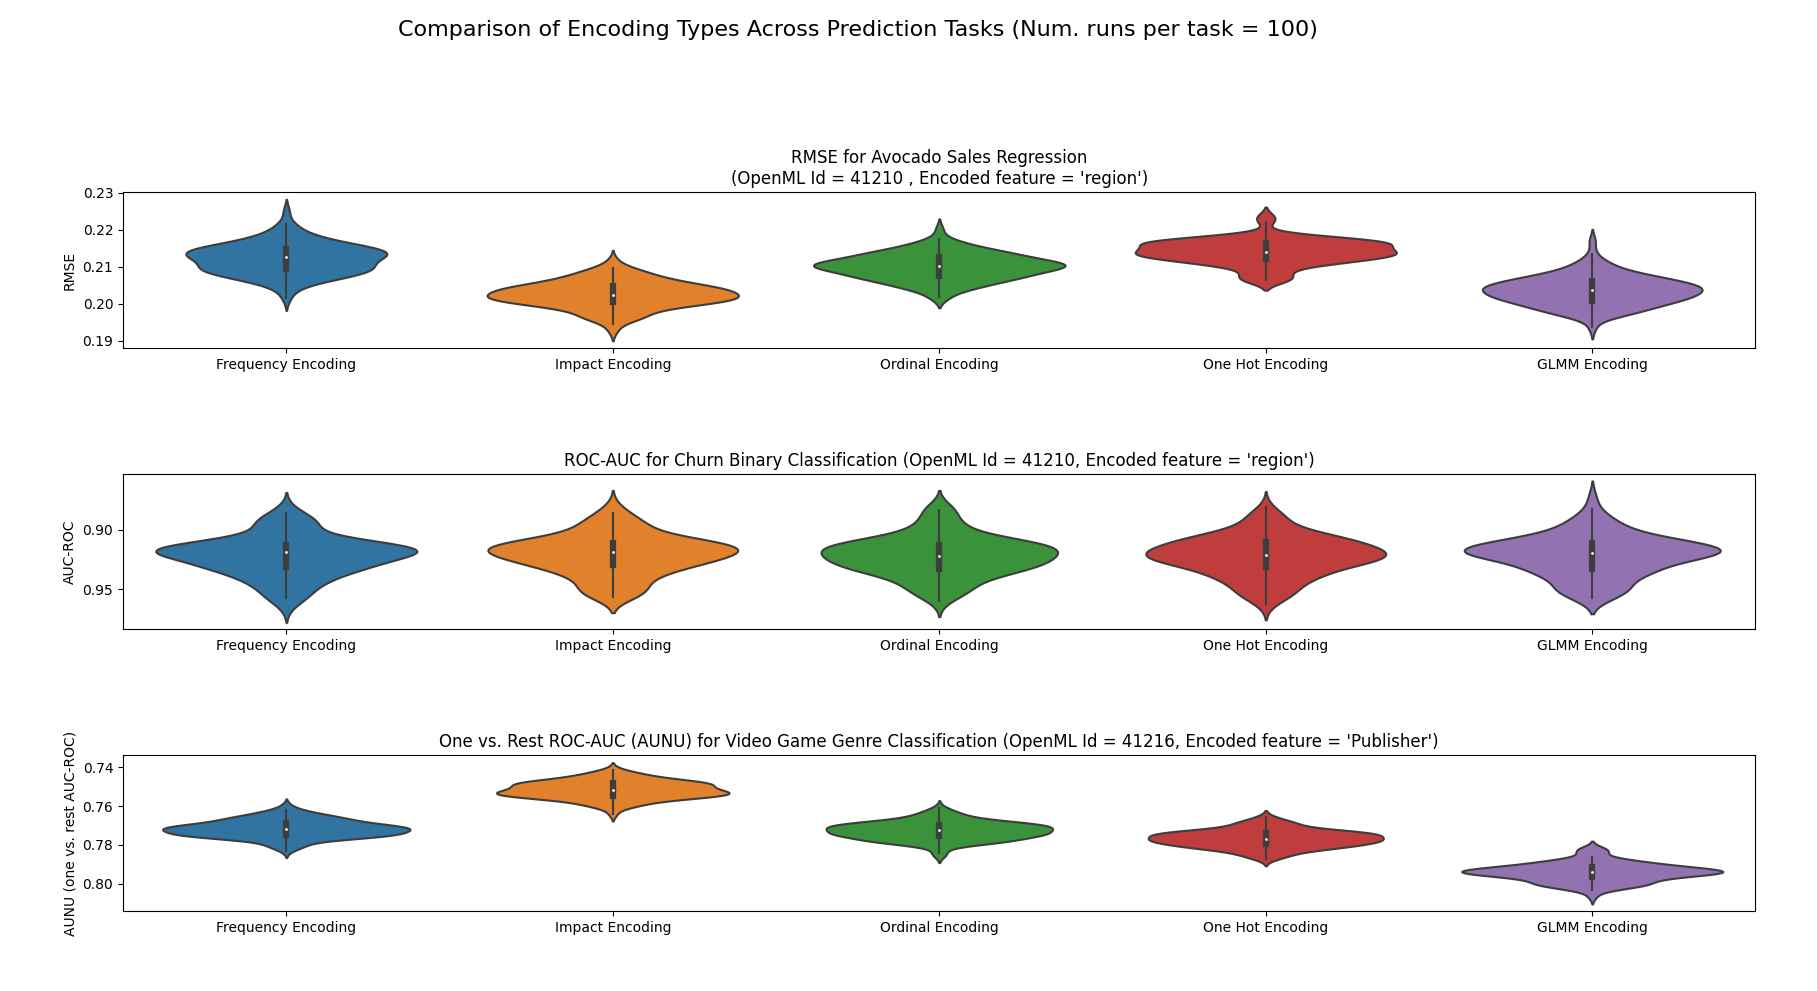 Comparison of Encoding Types Across Prediction Tasks (Num. runs per task = 100)
RMSE for Avocado Sales Regression
(OpenML Id = 41210 , Encoded feature = 'region')
RMSE
0.23
0.22
0.21
0.20
0.19
Frequency Encoding
Impact Encoding
Ordinal Encoding
One Hot Encoding
GLMM Encoding
ROC-AUC for Churn Binary Classification (OpenML Id = 41210, Encoded feature = 'region')
AUC-ROC
0.90
0.95
Frequency Encoding
Impact Encoding
Ordinal Encoding
One Hot Encoding
GLMM Encoding
One vs. Rest ROC-AUC (AUNU) for Video Game Genre Classification (OpenML Id = 41216, Encoded feature = 'Publisher')
AUNU (one vs. rest AUC-ROC)
0.74
0.76
0.78
0.80
Frequency Encoding
Impact Encoding
Ordinal Encoding
One Hot Encoding
GLMM Encoding